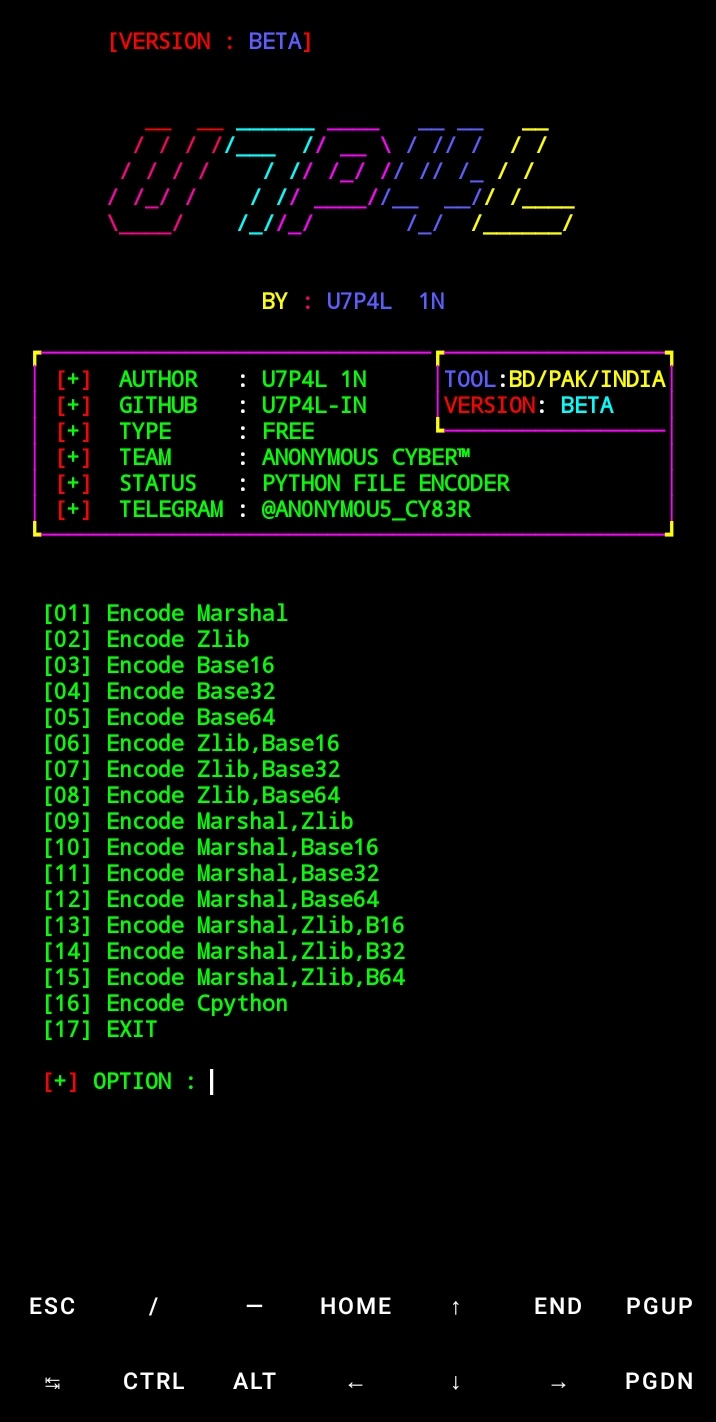 [VERSION : BETA]
U7P4L
BY : U7P4L 1N
[+] AUTHOR : U7P4L 1N
TOOL:BD/PAK/INDIA
[+] GITHUB : U7P4L-IN
VERSION: BETA
[+] TYPE : FREE
[+] TEAM : ANONYMOUS CYBER™
[+] STATUS : PYTHON FILE ENCODER
[+] TELEGRAM : @ANONYMOU5_CY83R
[01] Encode Marshal
[02] Encode Zlib
[03] Encode Base16
[04] Encode Base32
[05] Encode Base64
[06] Encode Zlib,Base16
[07] Encode Zlib,Base32
[08] Encode Zlib,Base64
[09] Encode Marshal,Zlib
[10] Encode Marshal,Base16
[11] Encode Marshal,Base32
[12] Encode Marshal,Base64
[13] Encode Marshal,Zlib,B16
[14] Encode Marshal,Zlib,B32
[15] Encode Marshal,Zlib,B64
[16] Encode Cpython
[17] EXIT
[+] OPTION :
ESC / — HOME ↑ END PGUP
↹ CTRL ALT ← ↓ → PGDN